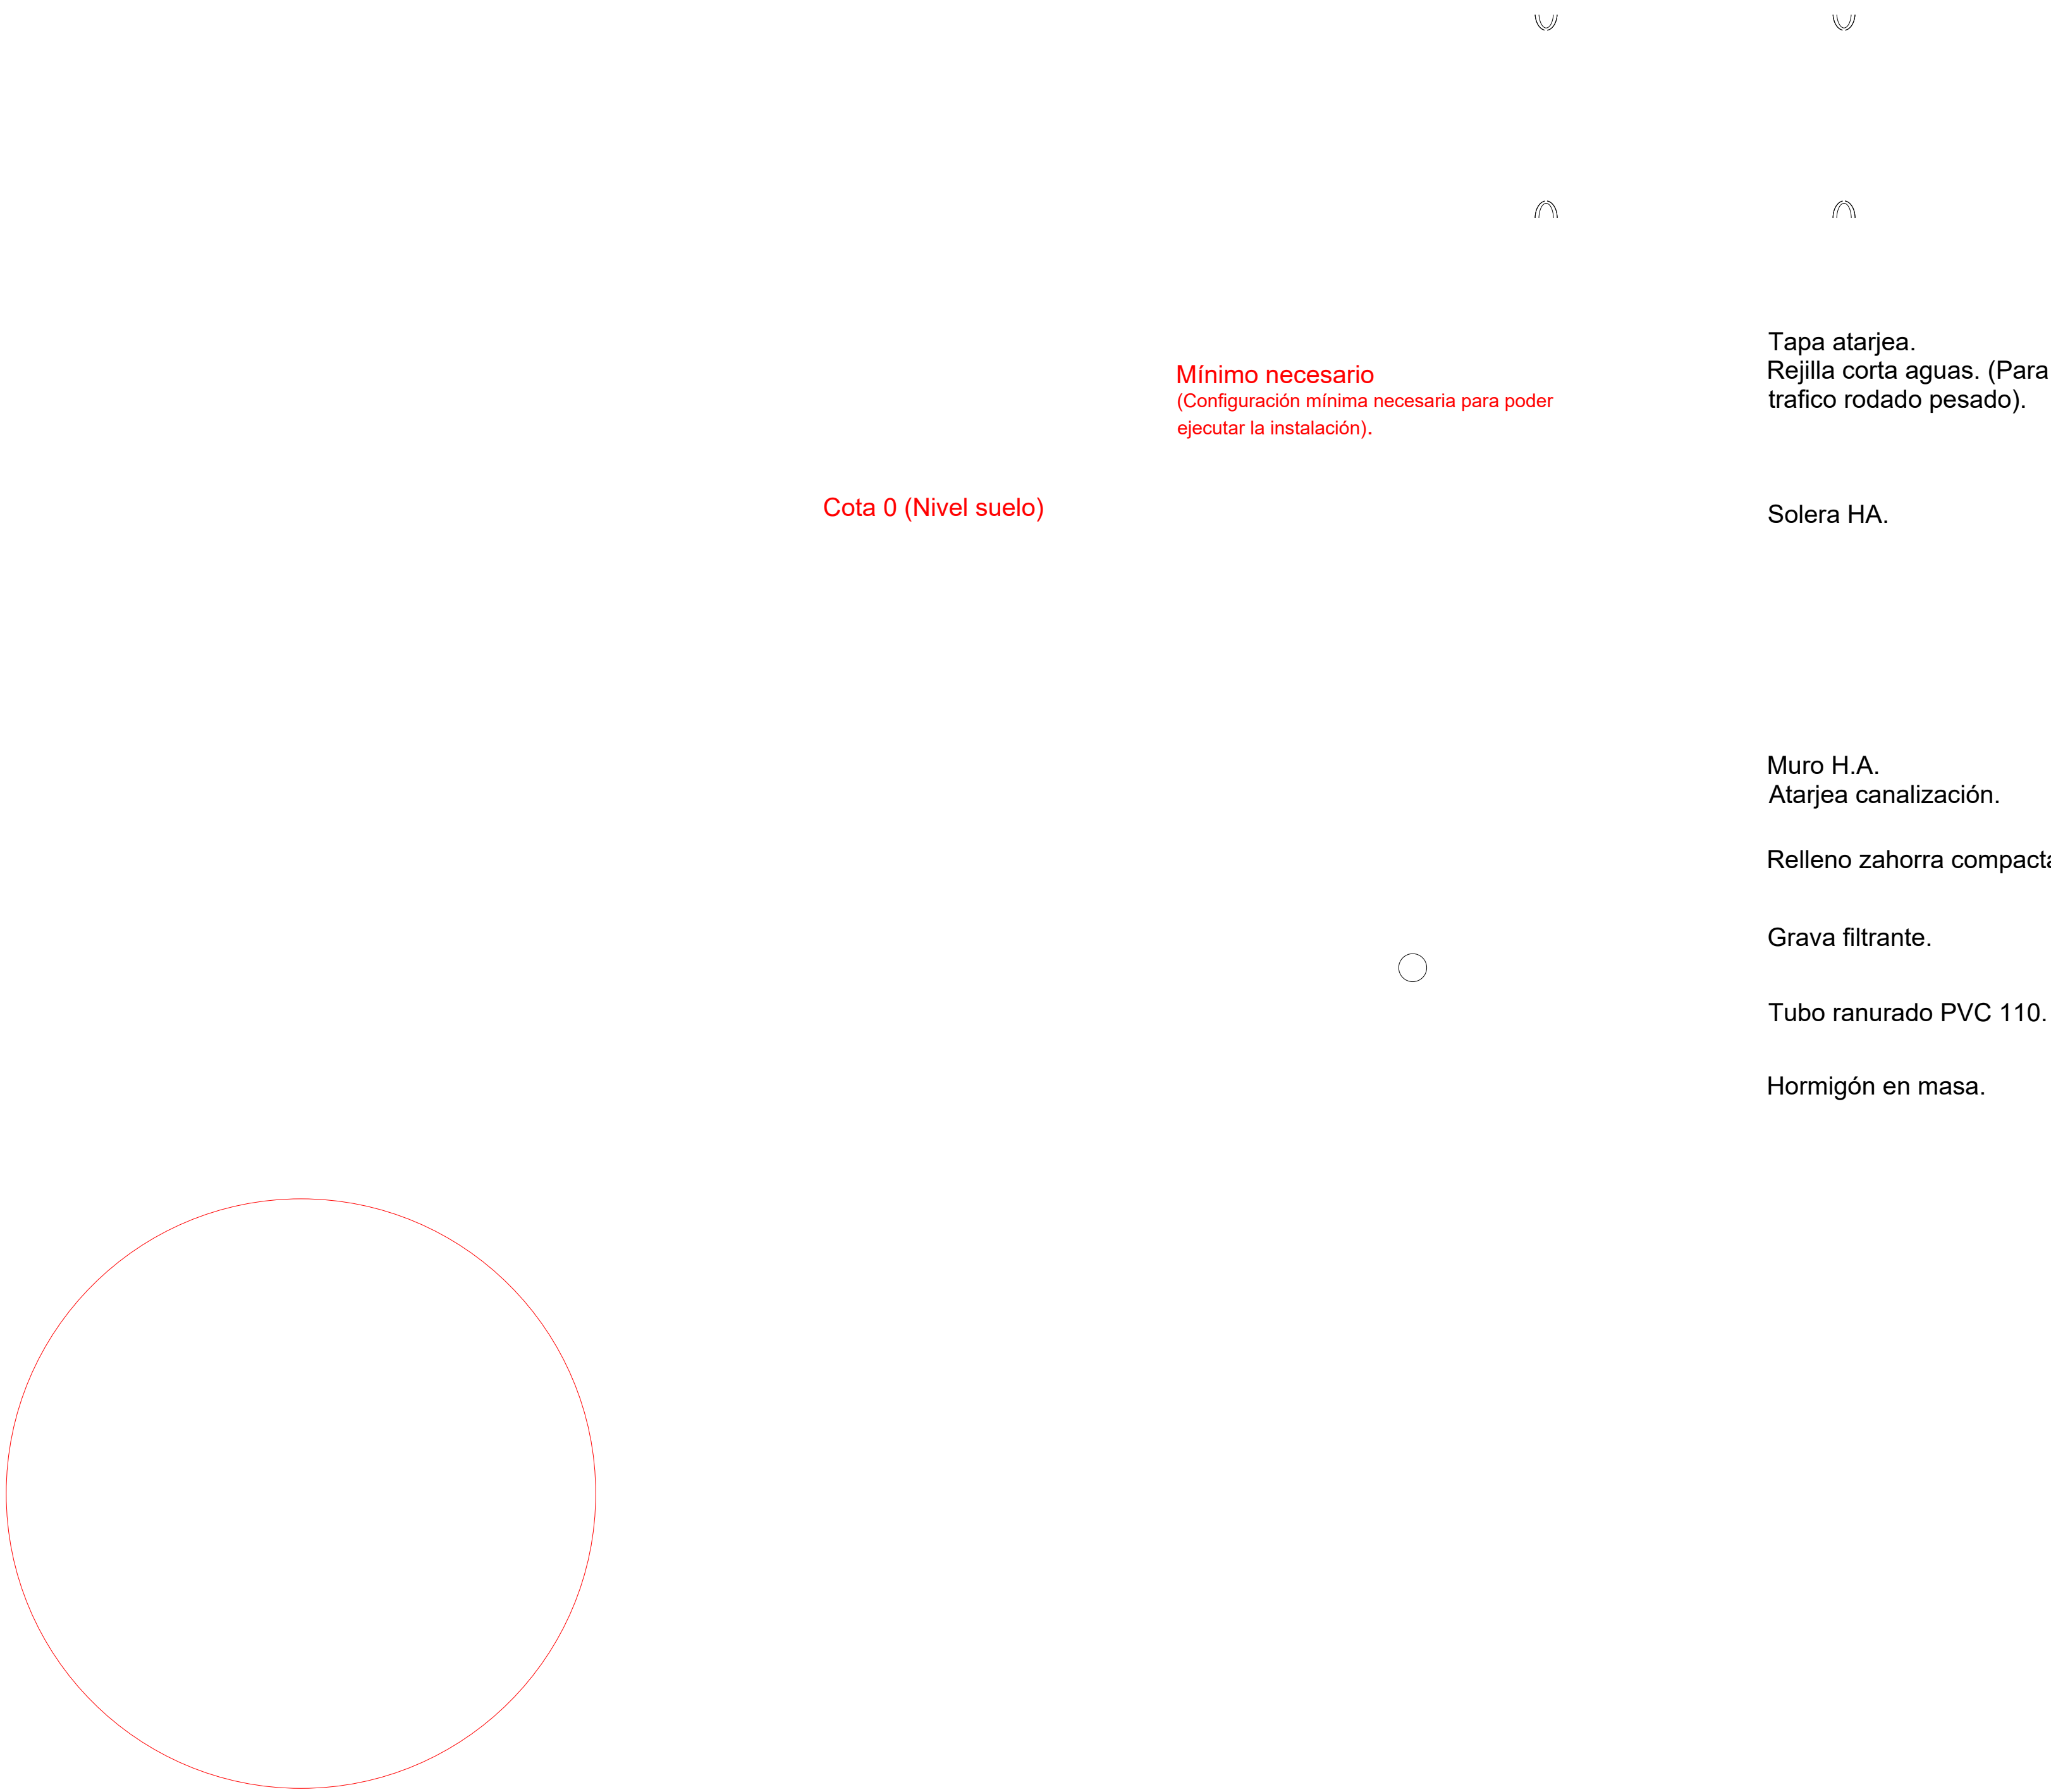 Tapa atarjea.
Rejilla corta aguas. (Para
trafico rodado pesado).
Mínimo necesario
(Configuración mínima necesaria para poder
ejecutar la instalación).
Cota 0 (Nivel suelo)
Solera HA.
Muro H.A.
Atarjea canalización.
Relleno zahorra
Grava filtrante.
Tubo ranurado PVC 110.
Hormigón en masa.